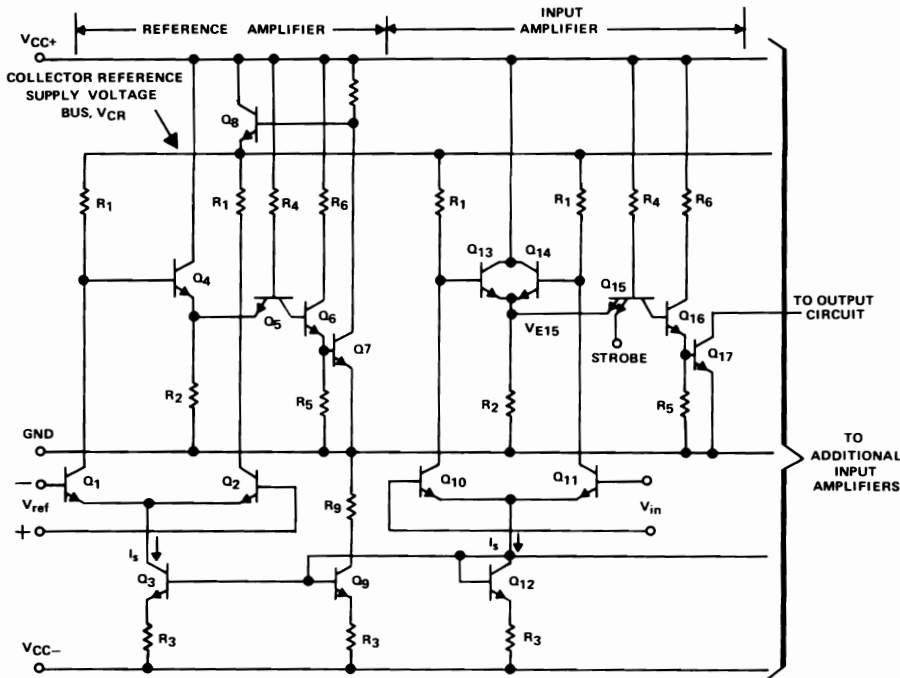 REFERENCE AMPLIFIER
INPUT
AMPLIFIER
VCC+
COLLECTOR REFERENCE
SUPPLY VOLTAGE
BUS, VCR
Q8
R1
R1
R4
R6
R1
R1
R4
R6
Q4
Q5
Q6
Q7
Q13
Q14
Q15
Q16
Q17
TO OUTPUT
CIRCUIT
VE15
STROBE
R2
R5
R2
R5
GND
TO
ADDITIONAL
INPUT
AMPLIFIERS
−
Q1
Q2
Q10
Q11
Vref
R9
Vin
+
Is
Is
Q3
Q9
Q12
R3
R3
R3
VCC−